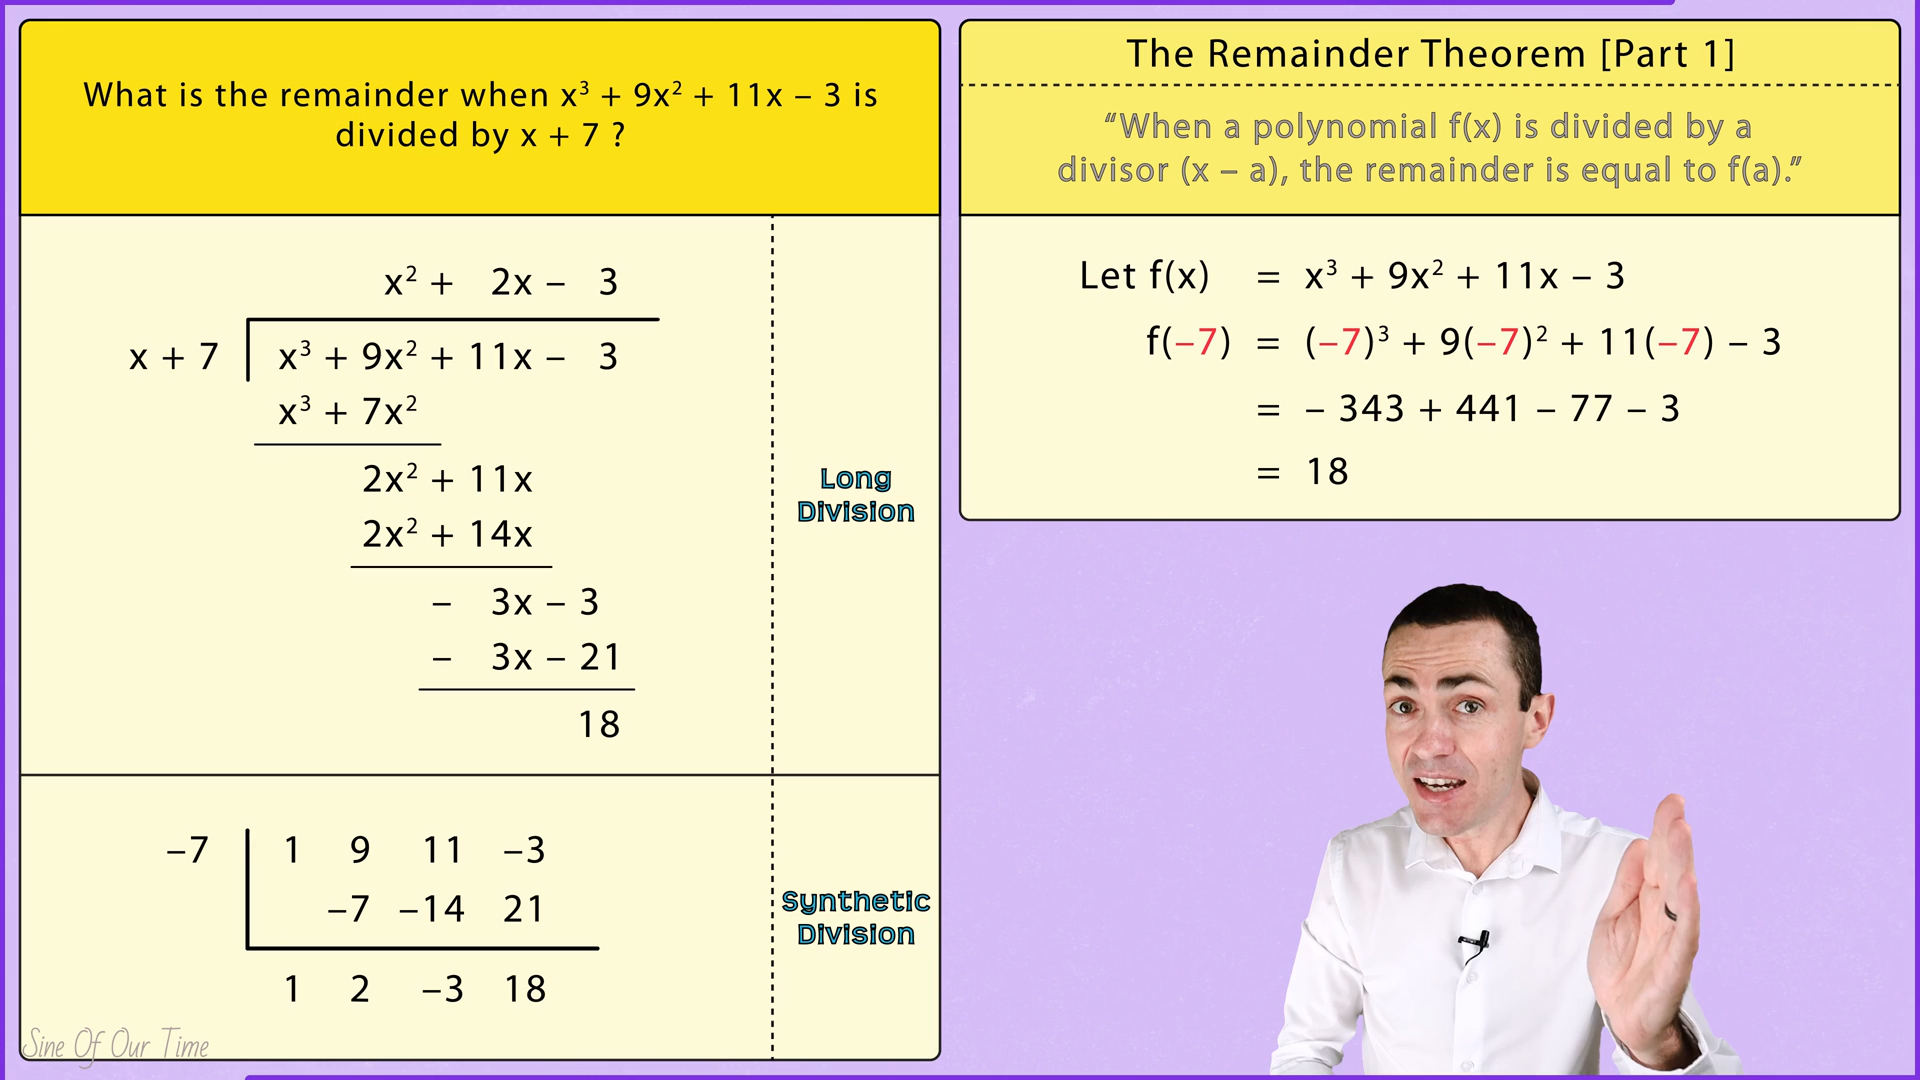 What is the remainder when x³ + 9x² + 11x – 3 is
divided by x + 7 ?
x² + 2x – 3
x + 7 x³ + 9x² + 11x – 3
x³ + 7x²
2x² + 11x
2x² + 14x
– 3x – 3
– 3x – 21
18
Long
Division
–7 1 9 11 –3
–7 –14 21
1 2 –3 18
Synthetic
Division
Sine Of Our Time
The Remainder Theorem [Part 1]
“When a polynomial f(x) is divided by a
divisor (x – a), the remainder is equal to f(a).”
Let f(x) = x³ + 9x² + 11x – 3
f(–7) = (–7)³ + 9(–7)² + 11(–7) – 3
= – 343 + 441 – 77 – 3
= 18